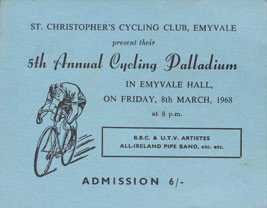 ST. CHRISTOPHER'S CYCLING CLUB, EMYVALE
present their
5th Annual Cycling Palladium
IN EMYVALE HALL,
ON FRIDAY, 8th MARCH, 1968
at 8 p.m.
B.B.C. & U.T.V. ARTISTES
ALL-IRELAND PIPE BAND, etc. etc.
ADMISSION 6/-